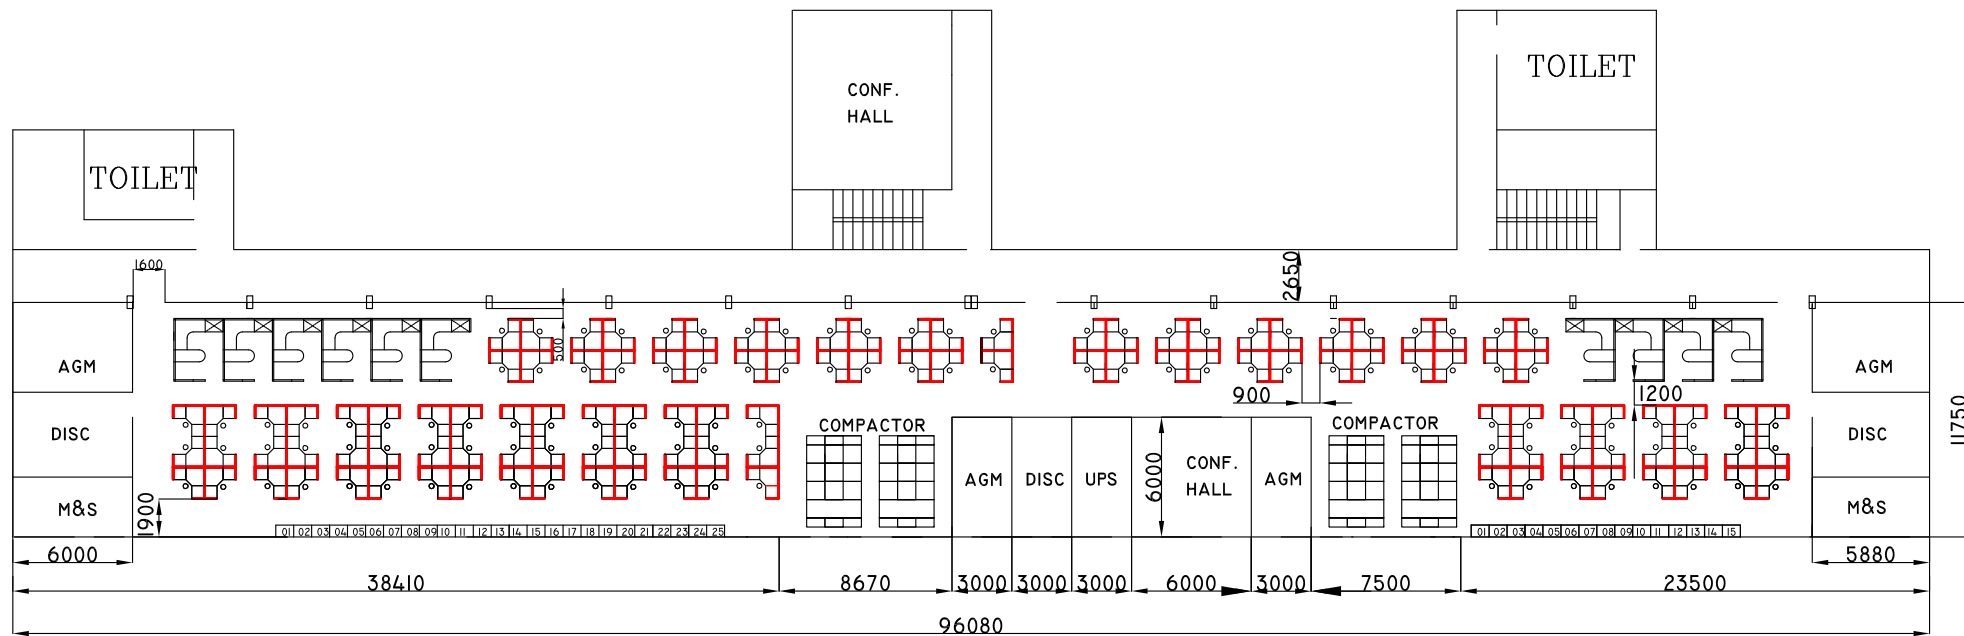 CONF.
HALL
TOILET
TOILET
1600
2650
500
AGM
AGM
900
1200
11750
COMPACTOR
COMPACTOR
DISC
DISC
6000
AGM
DISC
UPS
CONF.
HALL
AGM
M&S
M&S
1900
01 02 03 04 05 06 07 08 09 10 11 12 13 14 15 16 17 18 19 20 21 22 23 24 25
01 02 03 04 05 06 07 08 09 10 11 12 13 14 15
6000
5880
38410
8670
3000
3000
3000
6000
3000
7500
23500
96080